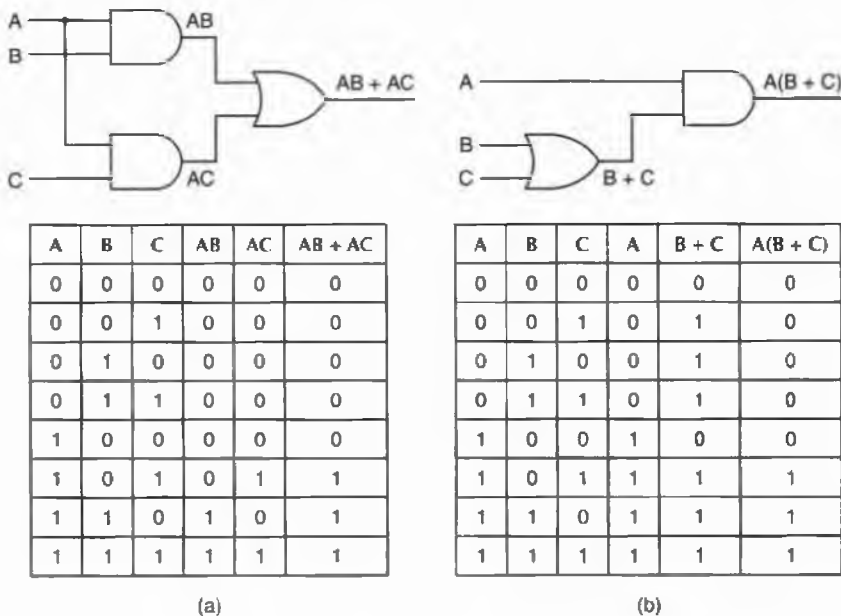 A
B
C
AB
AC
AB + AC
A
B
C
B + C
A(B + C)
A B C AB AC AB + AC
0 0 0 0 0 0
0 0 1 0 0 0
0 1 0 0 0 0
0 1 1 0 0 0
1 0 0 0 0 0
1 0 1 0 1 1
1 1 0 1 0 1
1 1 1 1 1 1
(a)
A B C A B + C A(B + C)
0 0 0 0 0 0
0 0 1 0 1 0
0 1 0 0 1 0
0 1 1 0 1 0
1 0 0 1 0 0
1 0 1 1 1 1
1 1 0 1 1 1
1 1 1 1 1 1
(b)